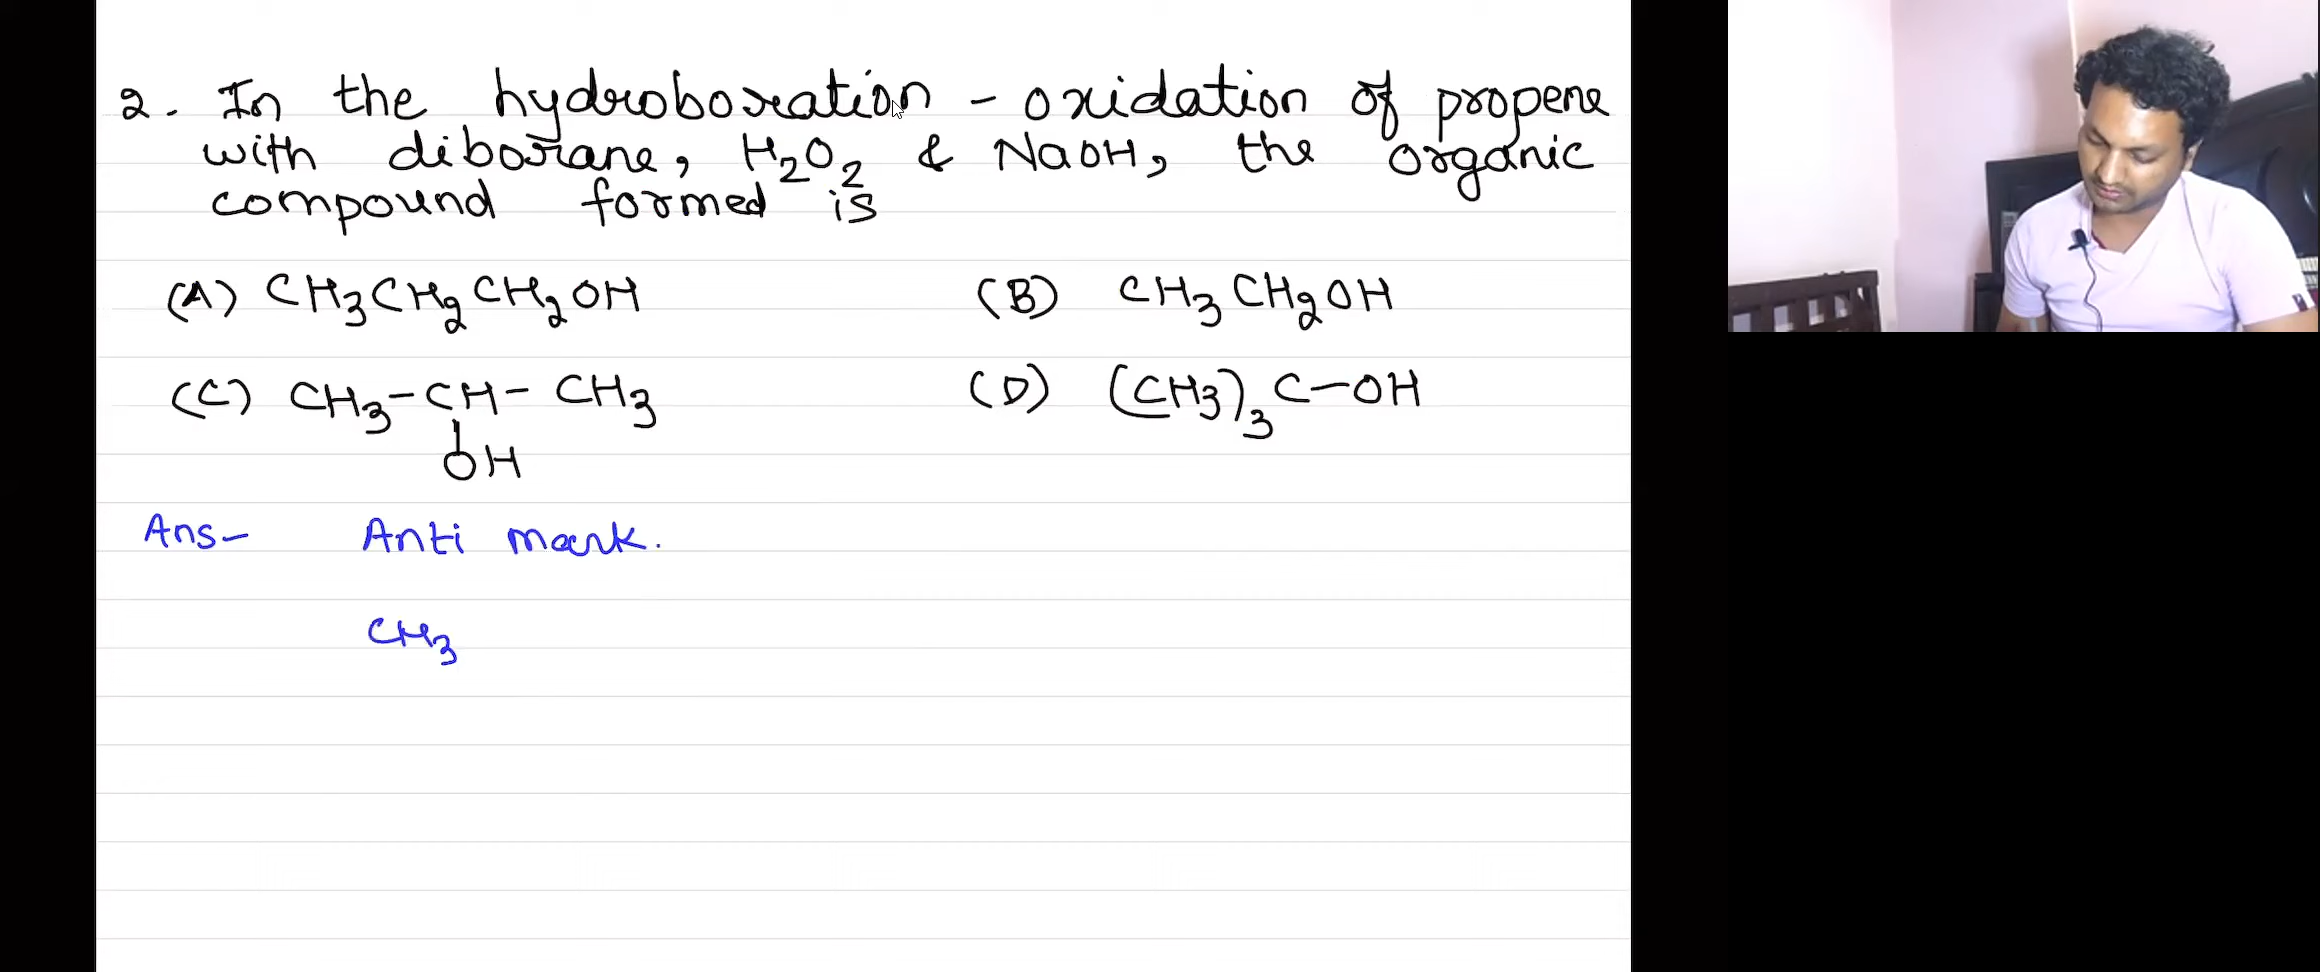 2. In the hydroboration - oxidation of propene
with diborane, H2O2 & NaOH, the organic
compound formed is
(A) CH3CH2CH2OH (B) CH3CH2OH
(C) CH3-CH-CH3 (D) (CH3)3C-OH
OH
Ans- Anti mark.
CH3